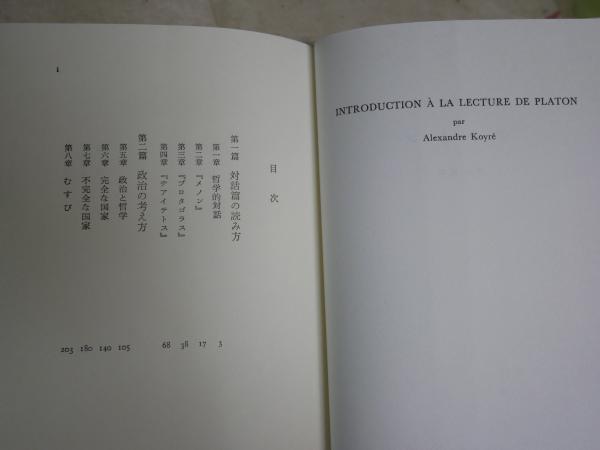 目次
第一篇 対話篇の読み方
第一章 哲学的対話 3
第二章 『メノン』 17
第三章 『プロタゴラス』 38
第四章 『テアイテトス』 68
第二篇 政治の考え方
第五章 政治と哲学 105
第六章 完全な国家 140
第七章 不完全な国家 180
第八章 むすび 203
i
INTRODUCTION À LA LECTURE DE PLATON
par
Alexandre Koyré